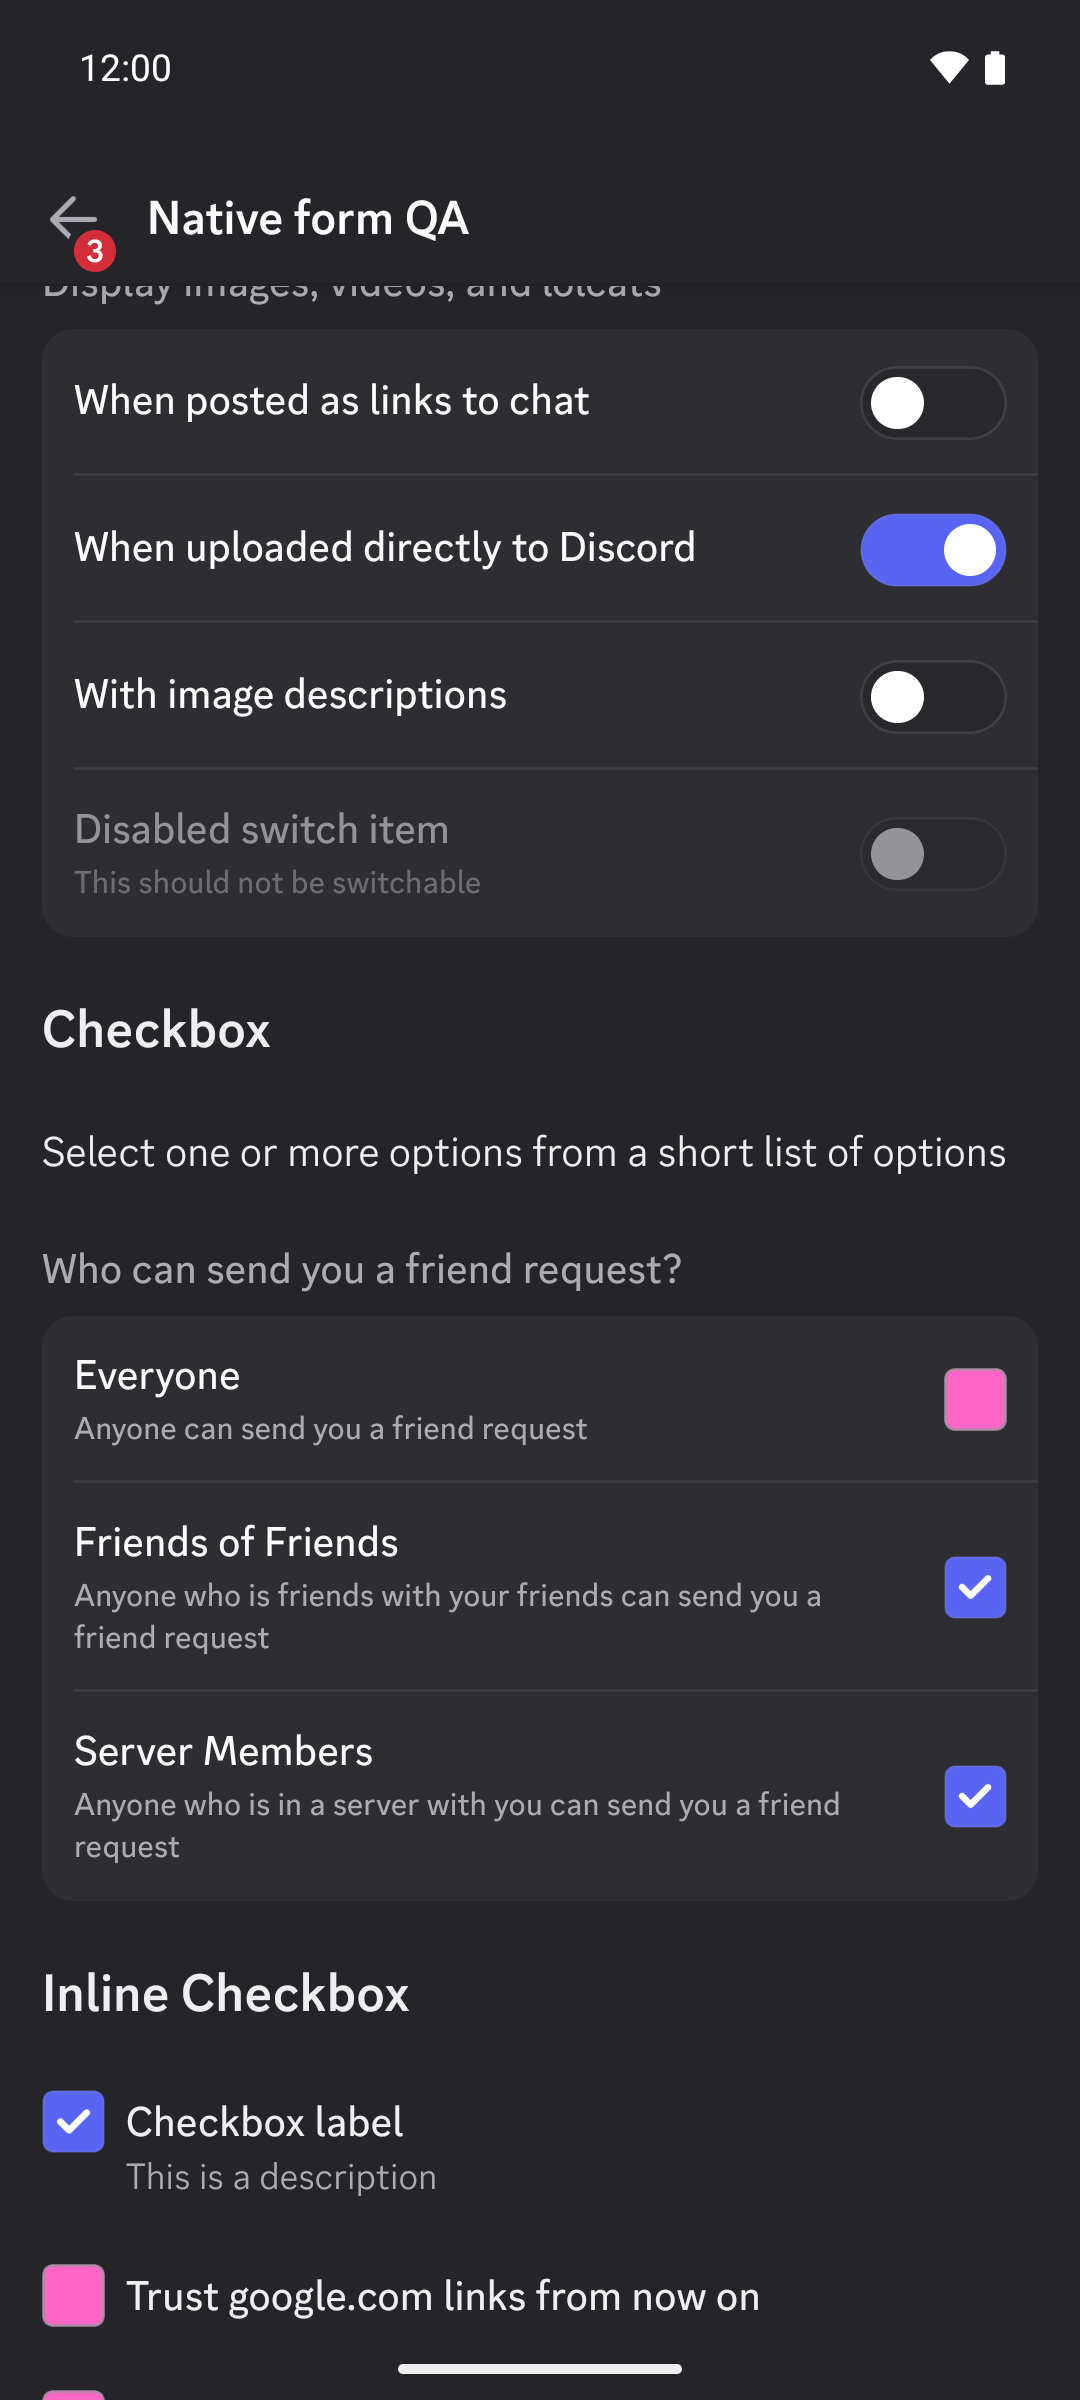 12:00
Native form QA
3
Display images, videos, and lolcats
When posted as links to chat
When uploaded directly to Discord
With image descriptions
Disabled switch item
This should not be switchable
Checkbox
Select one or more options from a short list of options
Who can send you a friend request?
Everyone
Anyone can send you a friend request
Friends of Friends
Anyone who is friends with your friends can send you a
friend request
Server Members
Anyone who is in a server with you can send you a friend
request
Inline Checkbox
Checkbox label
This is a description
Trust google.com links from now on